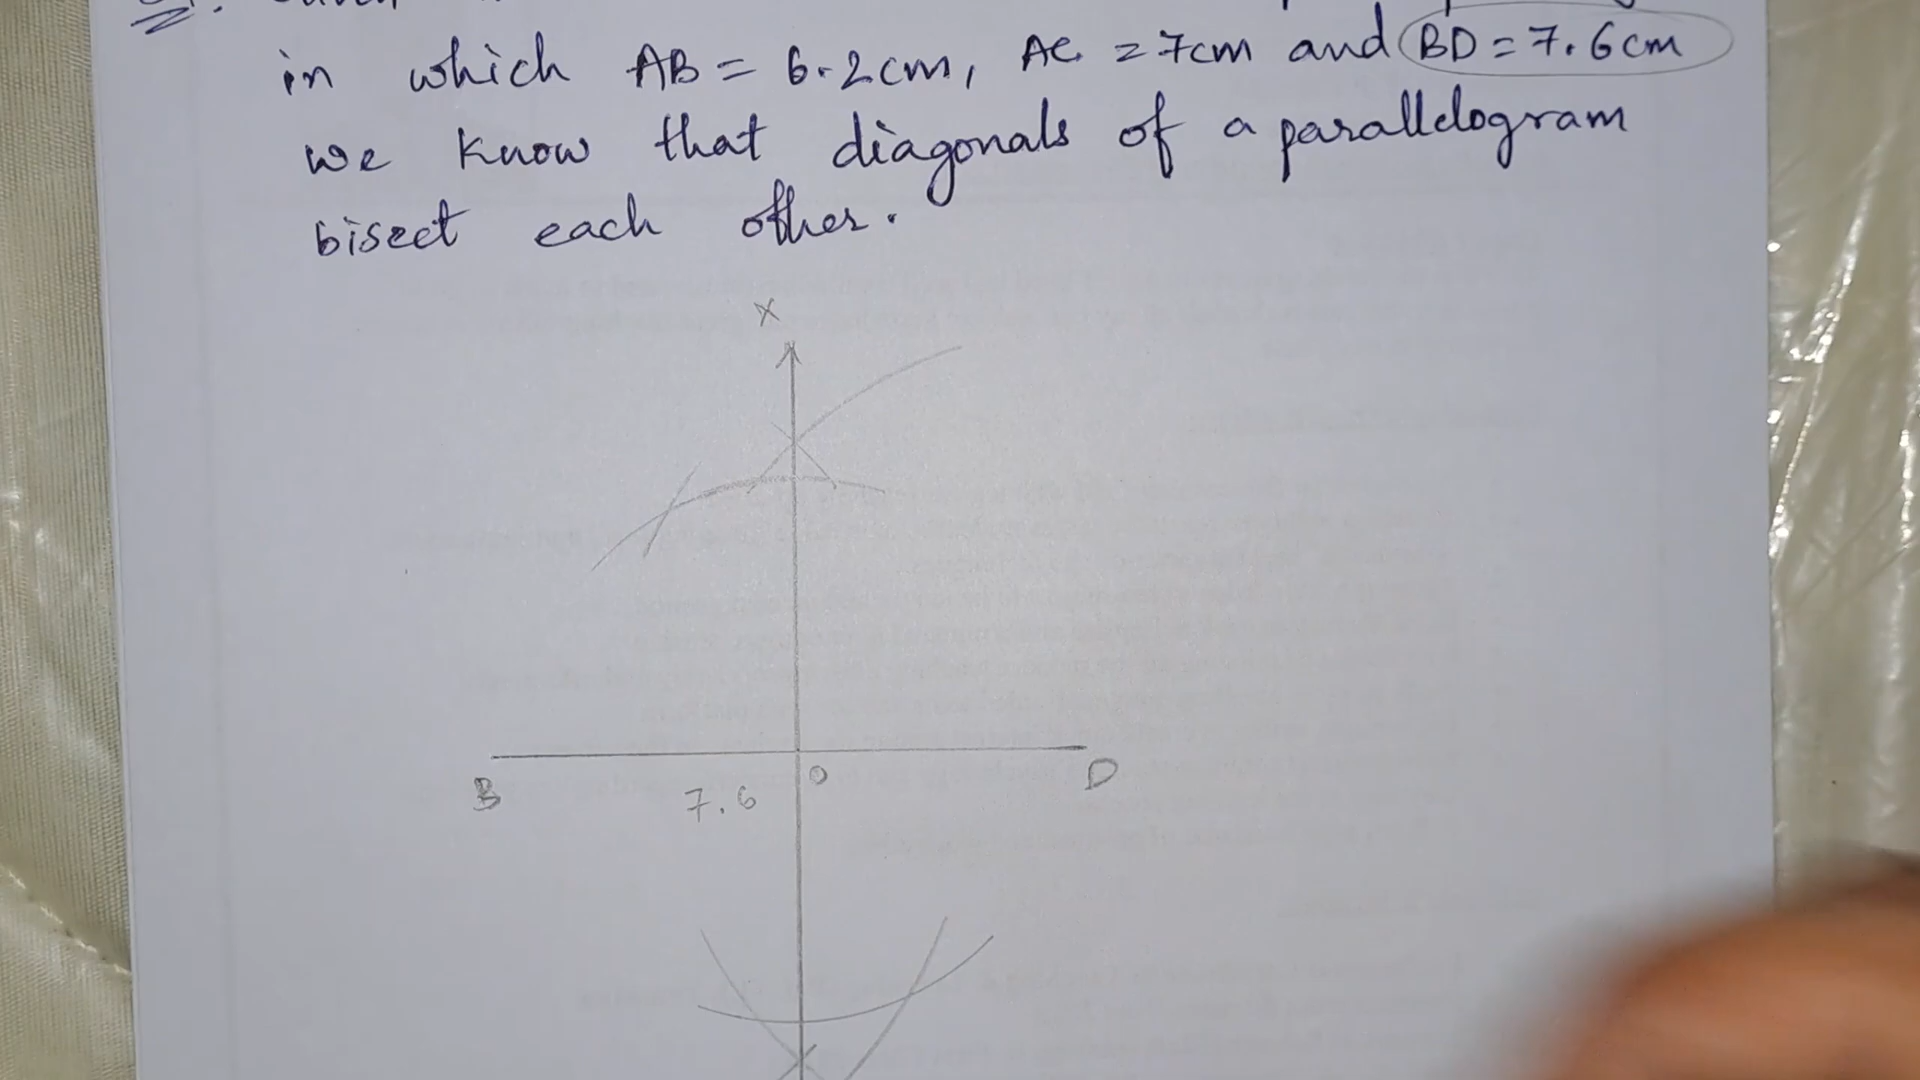 in which AB = 6.2cm, AC = 7cm and BD = 7.6cm
we know that diagonals of a parallelogram
bisect each other.
X
B
7.6
O
D